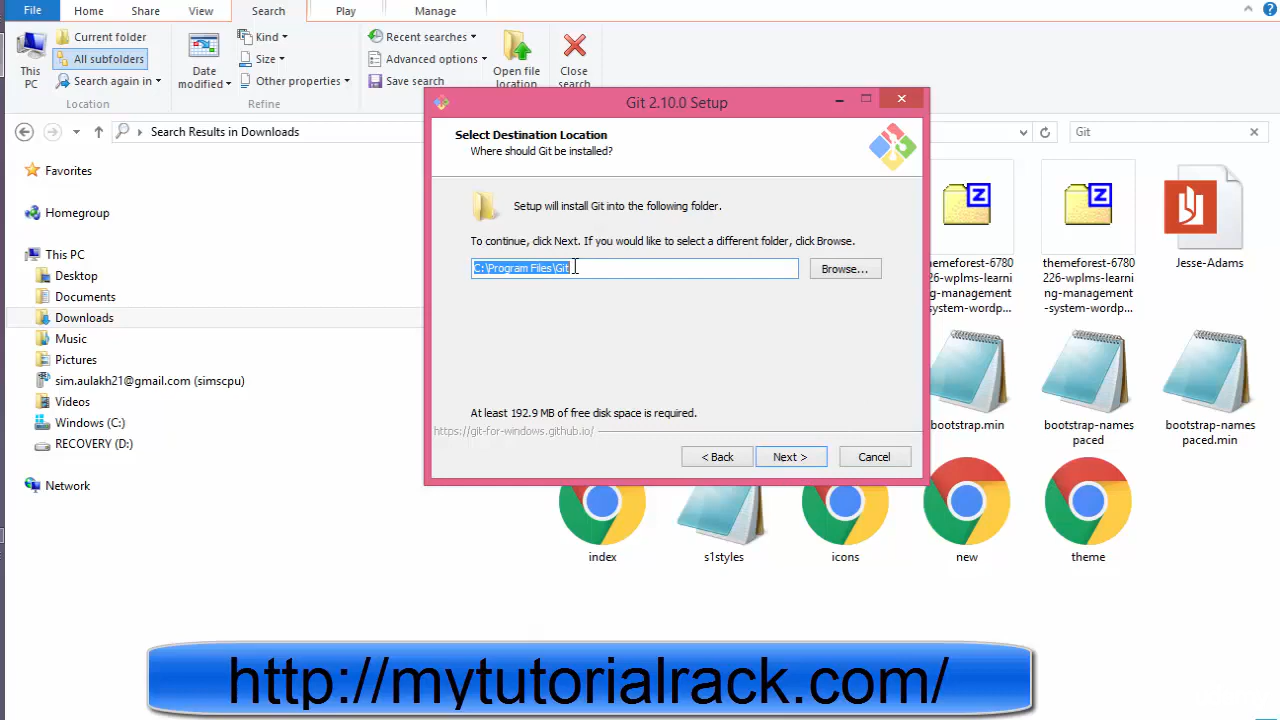 File Home Share View Search Play Manage
This PC
Current folder
All subfolders
Search again in
Location
Date modified
Kind
Size
Other properties
Refine
Recent searches
Advanced options
Save search
Open file location
Close search
Search Results in Downloads
Git
Favorites
Homegroup
This PC
Desktop
Documents
Downloads
Music
Pictures
sim.aulakh21@gmail.com (simscpu)
Videos
Windows (C:)
RECOVERY (D:)
Network
Git 2.10.0 Setup
Select Destination Location
Where should Git be installed?
Setup will install Git into the following folder.
To continue, click Next. If you would like to select a different folder, click Browse.
C:\Program Files\Git
Browse...
At least 192.9 MB of free disk space is required.
https://git-for-windows.github.io/
< Back Next > Cancel
themeforest-6780
226-wplms-learni
ng-management
-system-wordp...
themeforest-6780
226-wplms-learni
ng-management
-system-wordp...
Jesse-Adams
bootstrap.min
bootstrap-names
paced
bootstrap-names
paced.min
index
s1styles
icons
new
theme
http://mytutorialrack.com/